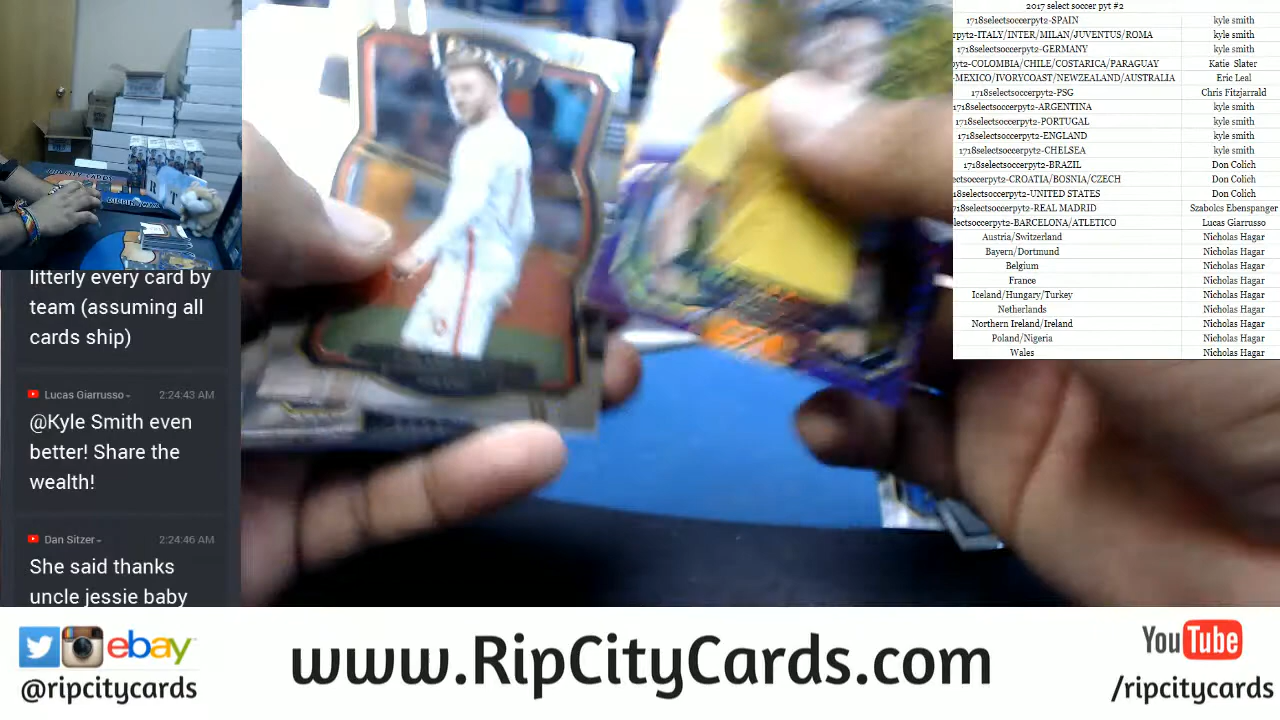 2017 select soccer pyt #2
1718selectsoccerpyt2-SPAIN kyle smith
rpyt2-ITALY/INTER/MILAN/JUVENTUS/ROMA kyle smith
1718selectsoccerpyt2-GERMANY kyle smith
pyt2-COLOMBIA/CHILE/COSTARICA/PARAGUAY Katie Slater
-MEXICO/IVORYCOAST/NEWZEALAND/AUSTRALIA Eric Leal
1718selectsoccerpyt2-PSG Chris Fitzjarrald
1718selectsoccerpyt2-ARGENTINA kyle smith
1718selectsoccerpyt2-PORTUGAL kyle smith
1718selectsoccerpyt2-ENGLAND kyle smith
1718selectsoccerpyt2-CHELSEA kyle smith
1718selectsoccerpyt2-BRAZIL Don Colich
ectsoccerpyt2-CROATIA/BOSNIA/CZECH Don Colich
18selectsoccerpyt2-UNITED STATES Don Colich
18selectsoccerpyt2-REAL MADRID Szabolcs Ebenspanger
electsoccerpyt2-BARCELONA/ATLETICO Lucas Giarrusso
Austria/Switzerland Nicholas Hagar
Bayern/Dortmund Nicholas Hagar
Belgium Nicholas Hagar
France Nicholas Hagar
Iceland/Hungary/Turkey Nicholas Hagar
Netherlands Nicholas Hagar
Northern Ireland/Ireland Nicholas Hagar
Poland/Nigeria Nicholas Hagar
Wales Nicholas Hagar
litterly every card by
team (assuming all
cards ship)
Lucas Giarrusso 2:24:43 AM
@Kyle Smith even
better! Share the
wealth!
Dan Sitzer 2:24:46 AM
She said thanks
uncle jessie baby
ebay
@ripcitycards
www.RipCityCards.com
YouTube
/ripcitycards